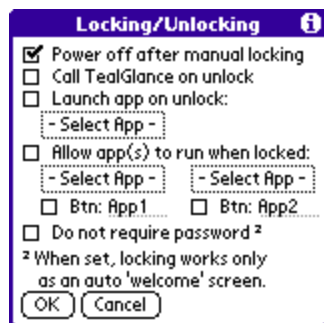 Locking/Unlocking i
Power off after manual locking
Call TealGlance on unlock
Launch app on unlock:
- Select App -
Allow app(s) to run when locked:
- Select App - - Select App -
Btn: App1 Btn: App2
Do not require password ²
² When set, locking works only
as an auto 'welcome' screen.
OK Cancel